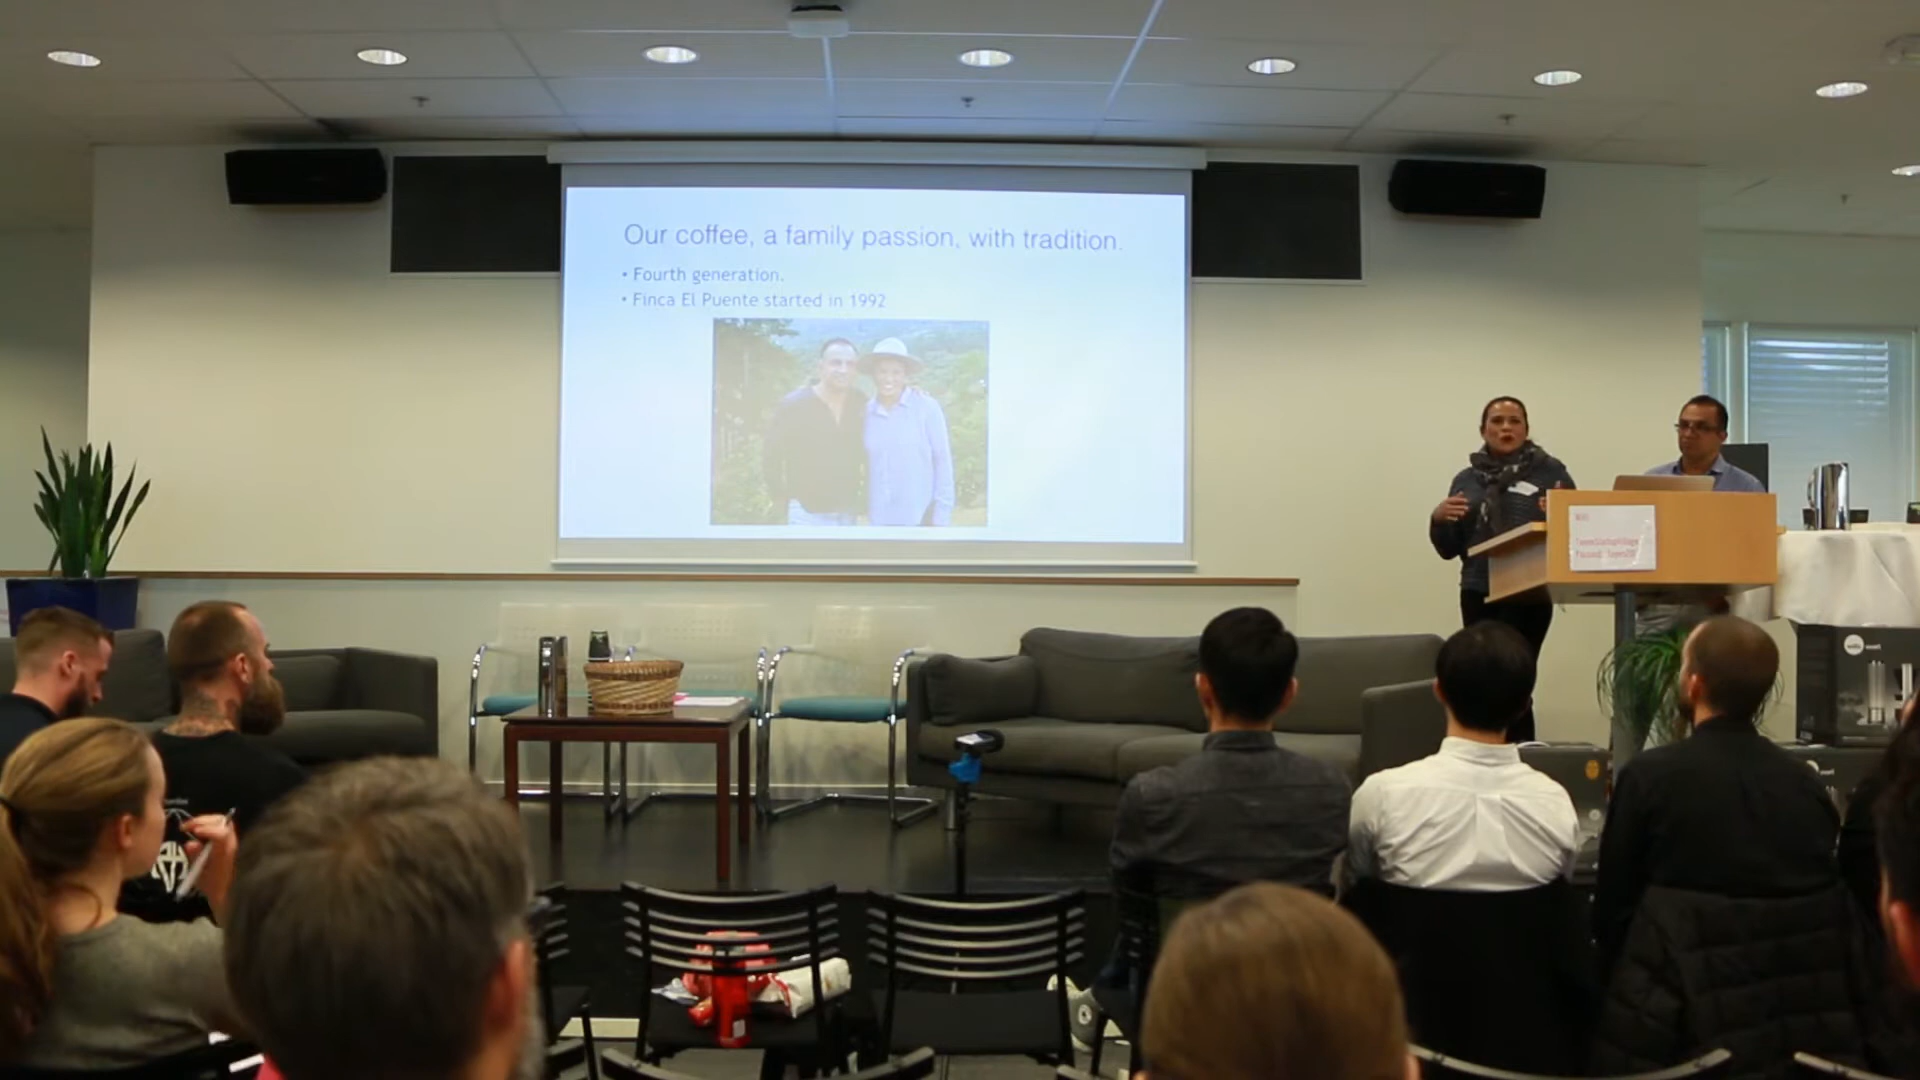 Our coffee, a family passion, with tradition.
• Fourth generation.
• Finca El Puente started in 1992